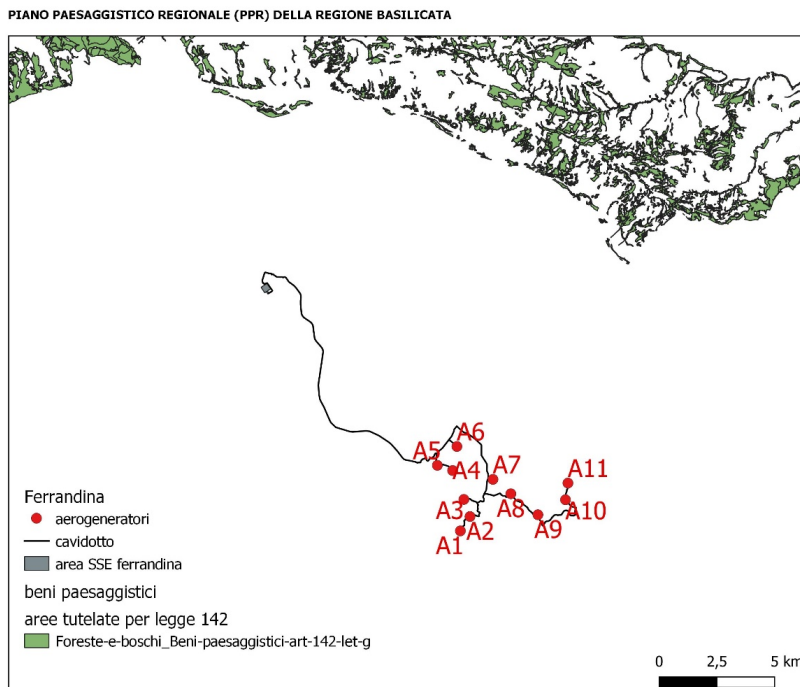 PIANO PAESAGGISTICO REGIONALE (PPR) DELLA REGIONE BASILICATA
A6
A5
A4
A7
A11
A3
A8
A10
A2
A9
A1
Ferrandina
aerogeneratori
cavidotto
area SSE ferrandina
beni paesaggistici
aree tutelate per legge 142
Foreste-e-boschi_Beni-paesaggistici-art-142-let-g
0 2,5 5 km